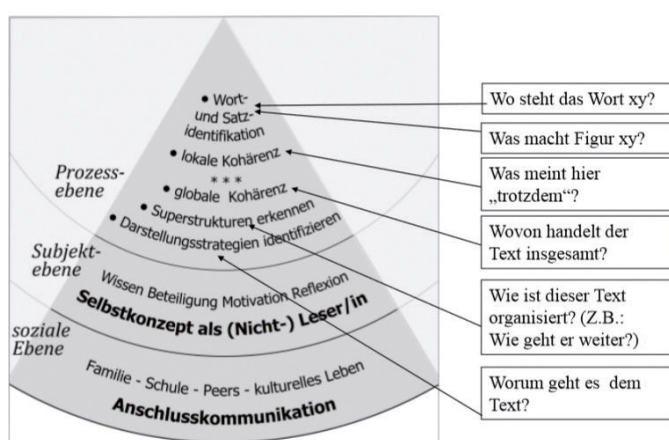 • Wort-
und Satz-
identifikation
• lokale Kohärenz
* * *
• globale Kohärenz
• Superstrukturen erkennen
• Darstellungsstrategien identifizieren
Prozess-
ebene
Subjekt-
ebene
Wissen Beteiligung Motivation Reflexion
Selbstkonzept als (Nicht-) Leser/in
soziale
Ebene
Familie - Schule - Peers - kulturelles Leben
Anschlusskommunikation
Wo steht das Wort xy?
Was macht Figur xy?
Was meint hier
„trotzdem“?
Wovon handelt der
Text insgesamt?
Wie ist dieser Text
organisiert? (Z.B.:
Wie geht er weiter?)
Worum geht es dem
Text?